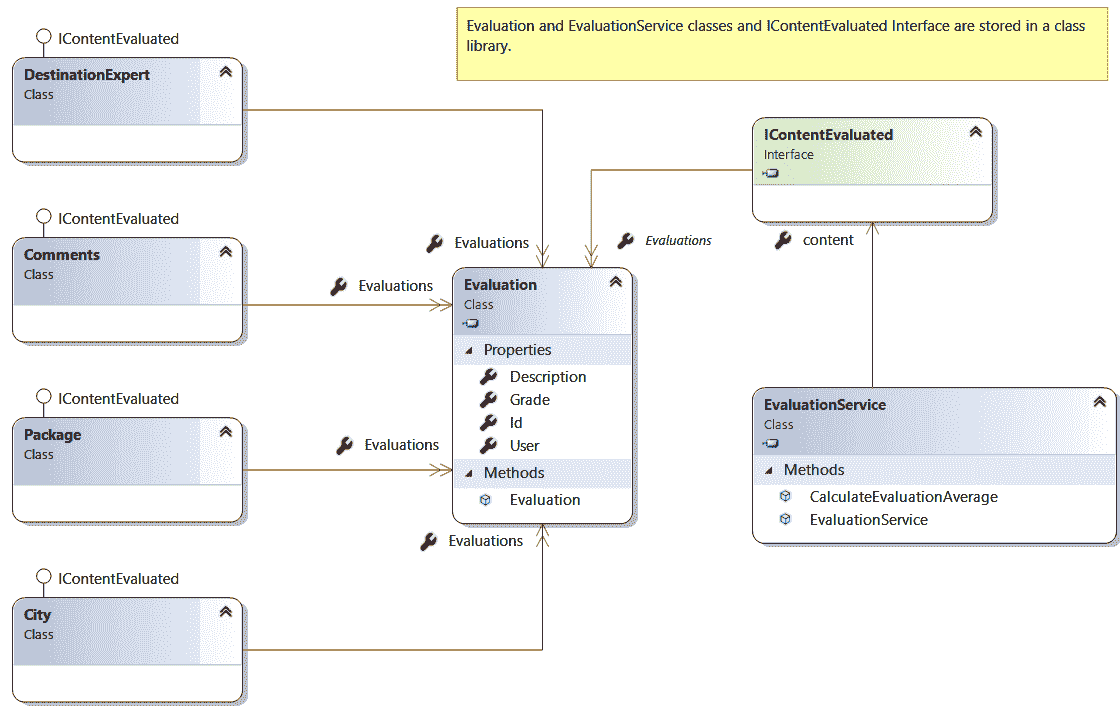 Evaluation and EvaluationService classes and IContentEvaluated Interface are stored in a class
library.
IContentEvaluated
DestinationExpert
Class
IContentEvaluated
Comments
Class
IContentEvaluated
Package
Class
IContentEvaluated
City
Class
Evaluations
Evaluations
Evaluations
Evaluations
Evaluations
Evaluation
Class
Properties
Description
Grade
Id
User
Methods
Evaluation
IContentEvaluated
Interface
content
EvaluationService
Class
Methods
CalculateEvaluationAverage
EvaluationService